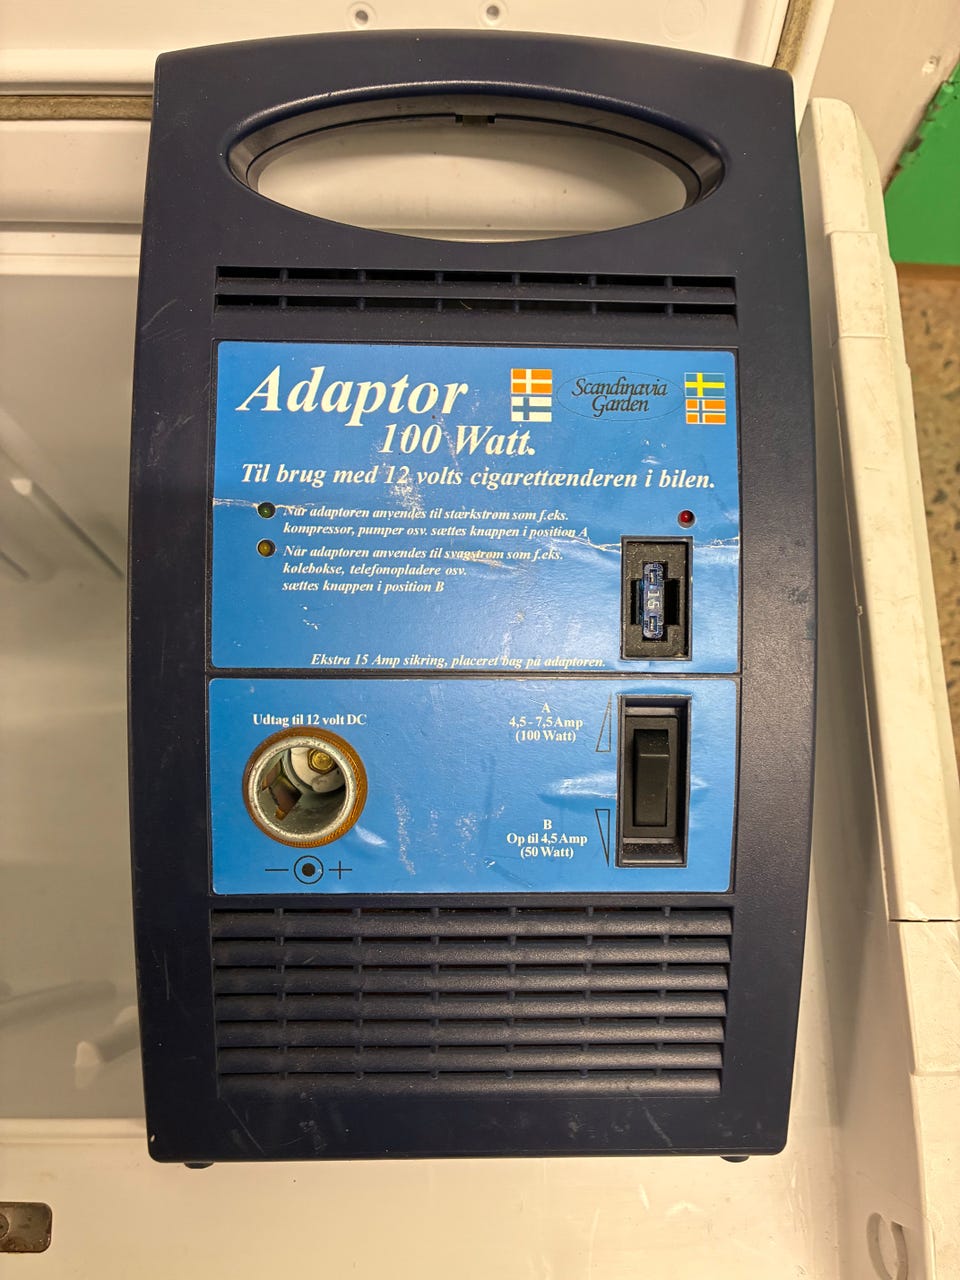 Adaptor
Scandinavia
Garden
100 Watt.
Til brug med 12 volts cigarettænderen i bilen.
Når adaptoren anvendes til stærkstrøm som f.eks.
kompressor, pumper osv. sættes knappen i position A
Når adaptoren anvendes til svagstrøm som f.eks.
kølebokse, telefonopladere osv.
sættes knappen i position B
15
Ekstra 15 Amp sikring, placeret bag på adaptoren.
Udtag til 12 volt DC
A
4,5 - 7,5 Amp
(100 Watt)
B
Op til 4,5 Amp
(50 Watt)
− +